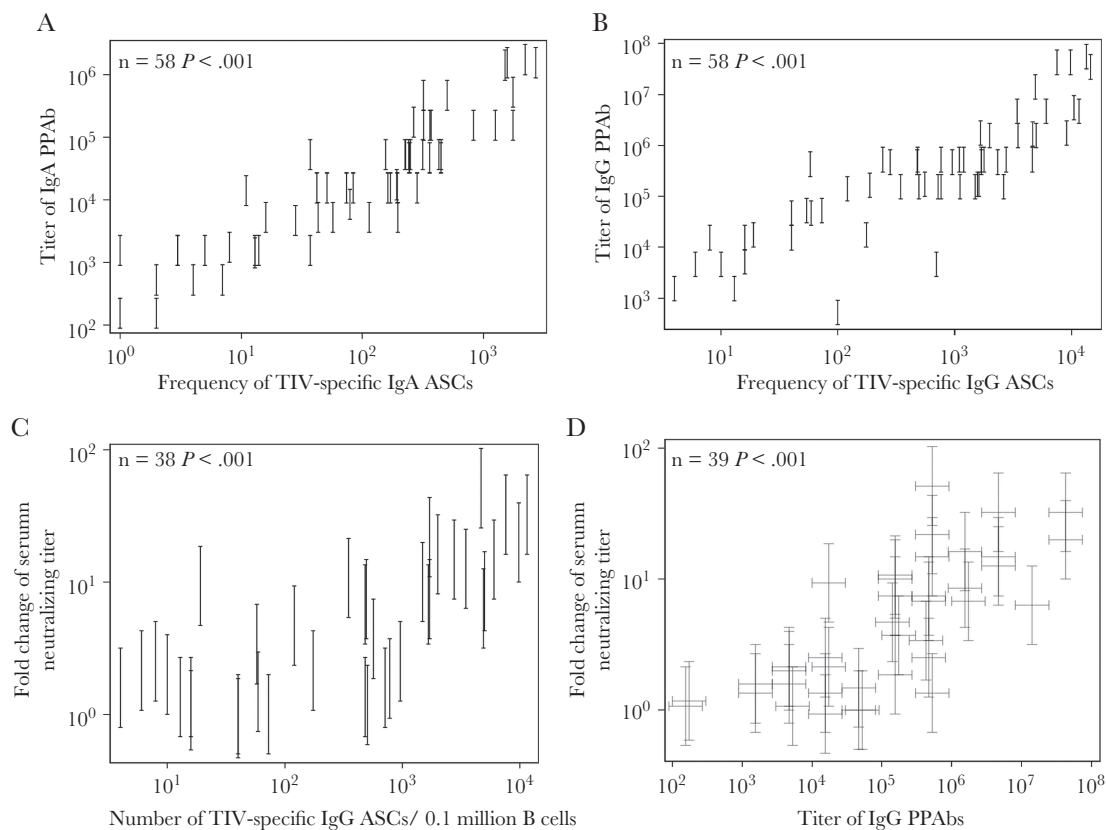 A
n = 58 P < .001
Titer of IgA PPAb
10^6
10^5
10^4
10^3
10^2
10^0 10^1 10^2 10^3
Frequency of TIV-specific IgA ASCs
B
n = 58 P < .001
Titer of IgG PPAb
10^8
10^7
10^6
10^5
10^4
10^3
10^1 10^2 10^3 10^4
Frequency of TIV-specific IgG ASCs
C
n = 38 P < .001
Fold change of serumn
neutralizing titer
10^2
10^1
10^0
10^1 10^2 10^3 10^4
Number of TIV-specific IgG ASCs/ 0.1 million B cells
D
n = 39 P < .001
Fold change of serumn
neutralizing titer
10^2
10^1
10^0
10^2 10^3 10^4 10^5 10^6 10^7 10^8
Titer of IgG PPAbs